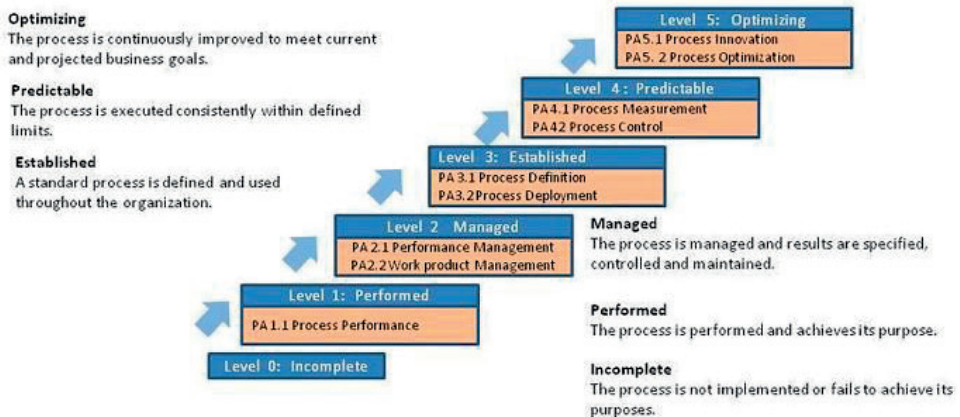 Optimizing
The process is continuously improved to meet current
and projected business goals.
Predictable
The process is executed consistently within defined
limits.
Established
A standard process is defined and used
throughout the organization.
Level 5: Optimizing
PA5.1 Process Innovation
PA5. 2 Process Optimization
Level 4: Predictable
PA4.1 Process Measurement
PA42 Process Control
Level 3: Established
PA 3.1 Process Definition
PA3.2 Process Deployment
Level 2 Managed
PA 2.1 Performance Management
PA2.2 Work product Management
Level 1: Performed
PA 1.1 Process Performance
Level 0: Incomplete
Managed
The process is managed and results are specified,
controlled and maintained.
Performed
The process is performed and achieves its purpose.
Incomplete
The process is not implemented or fails to achieve its
purposes.